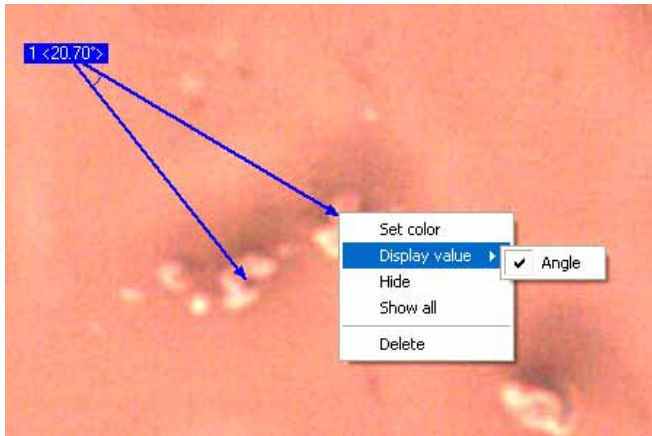 1 <20.70°>
Set color
Display value
Angle
Hide
Show all
Delete